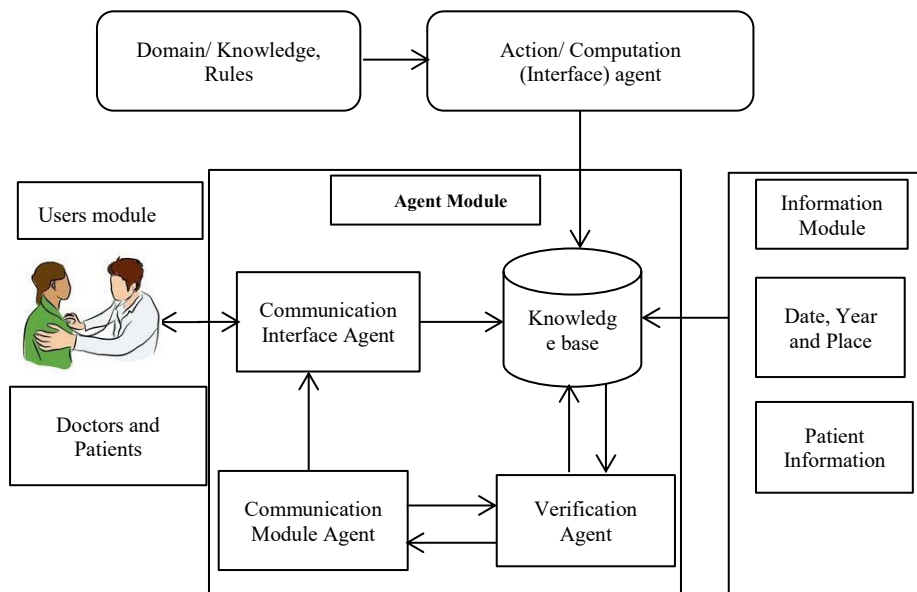 Domain/ Knowledge,
Rules
Action/ Computation
(Interface) agent
Users module
Agent Module
Information
Module
Communication
Interface Agent
Knowledg
e base
Date, Year
and Place
Doctors and
Patients
Patient
Information
Communication
Module Agent
Verification
Agent